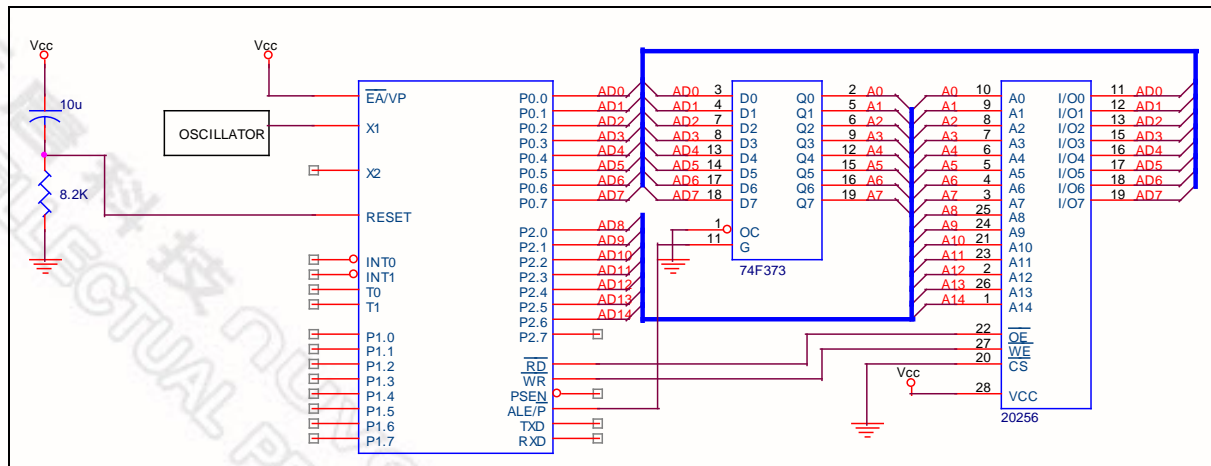 Vcc
10u
8.2K
Vcc
OSCILLATOR
EA/VP
X1
X2
RESET
INT0
INT1
T0
T1
P1.0
P1.1
P1.2
P1.3
P1.4
P1.5
P1.6
P1.7
P0.0
P0.1
P0.2
P0.3
P0.4
P0.5
P0.6
P0.7
P2.0
P2.1
P2.2
P2.3
P2.4
P2.5
P2.6
P2.7
RD
WR
PSEN
ALE/P
TXD
RXD
AD0
AD1
AD2
AD3
AD4
AD5
AD6
AD7
AD8
AD9
AD10
AD11
AD12
AD13
AD14
AD0 3 D0
AD1 4 D1
AD2 7 D2
AD3 8 D3
AD4 13 D4
AD5 14 D5
AD6 17 D6
AD7 18 D7
1 OC
11 G
Q0 2 A0
Q1 5 A1
Q2 6 A2
Q3 9 A3
Q4 12 A4
Q5 15 A5
Q6 16 A6
Q7 19 A7
74F373
A0 10 A0
A1 9 A1
A2 8 A2
A3 7 A3
A4 6 A4
A5 5 A5
A6 4 A6
A7 3 A7
A8 25 A8
A9 24 A9
A10 21 A10
A11 23 A11
A12 2 A12
A13 26 A13
A14 1 A14
22 OE
27 WE
20 CS
Vcc
28 VCC
I/O0 11 AD0
I/O1 12 AD1
I/O2 13 AD2
I/O3 15 AD3
I/O4 16 AD4
I/O5 17 AD5
I/O6 18 AD6
I/O7 19 AD7
20256
科技